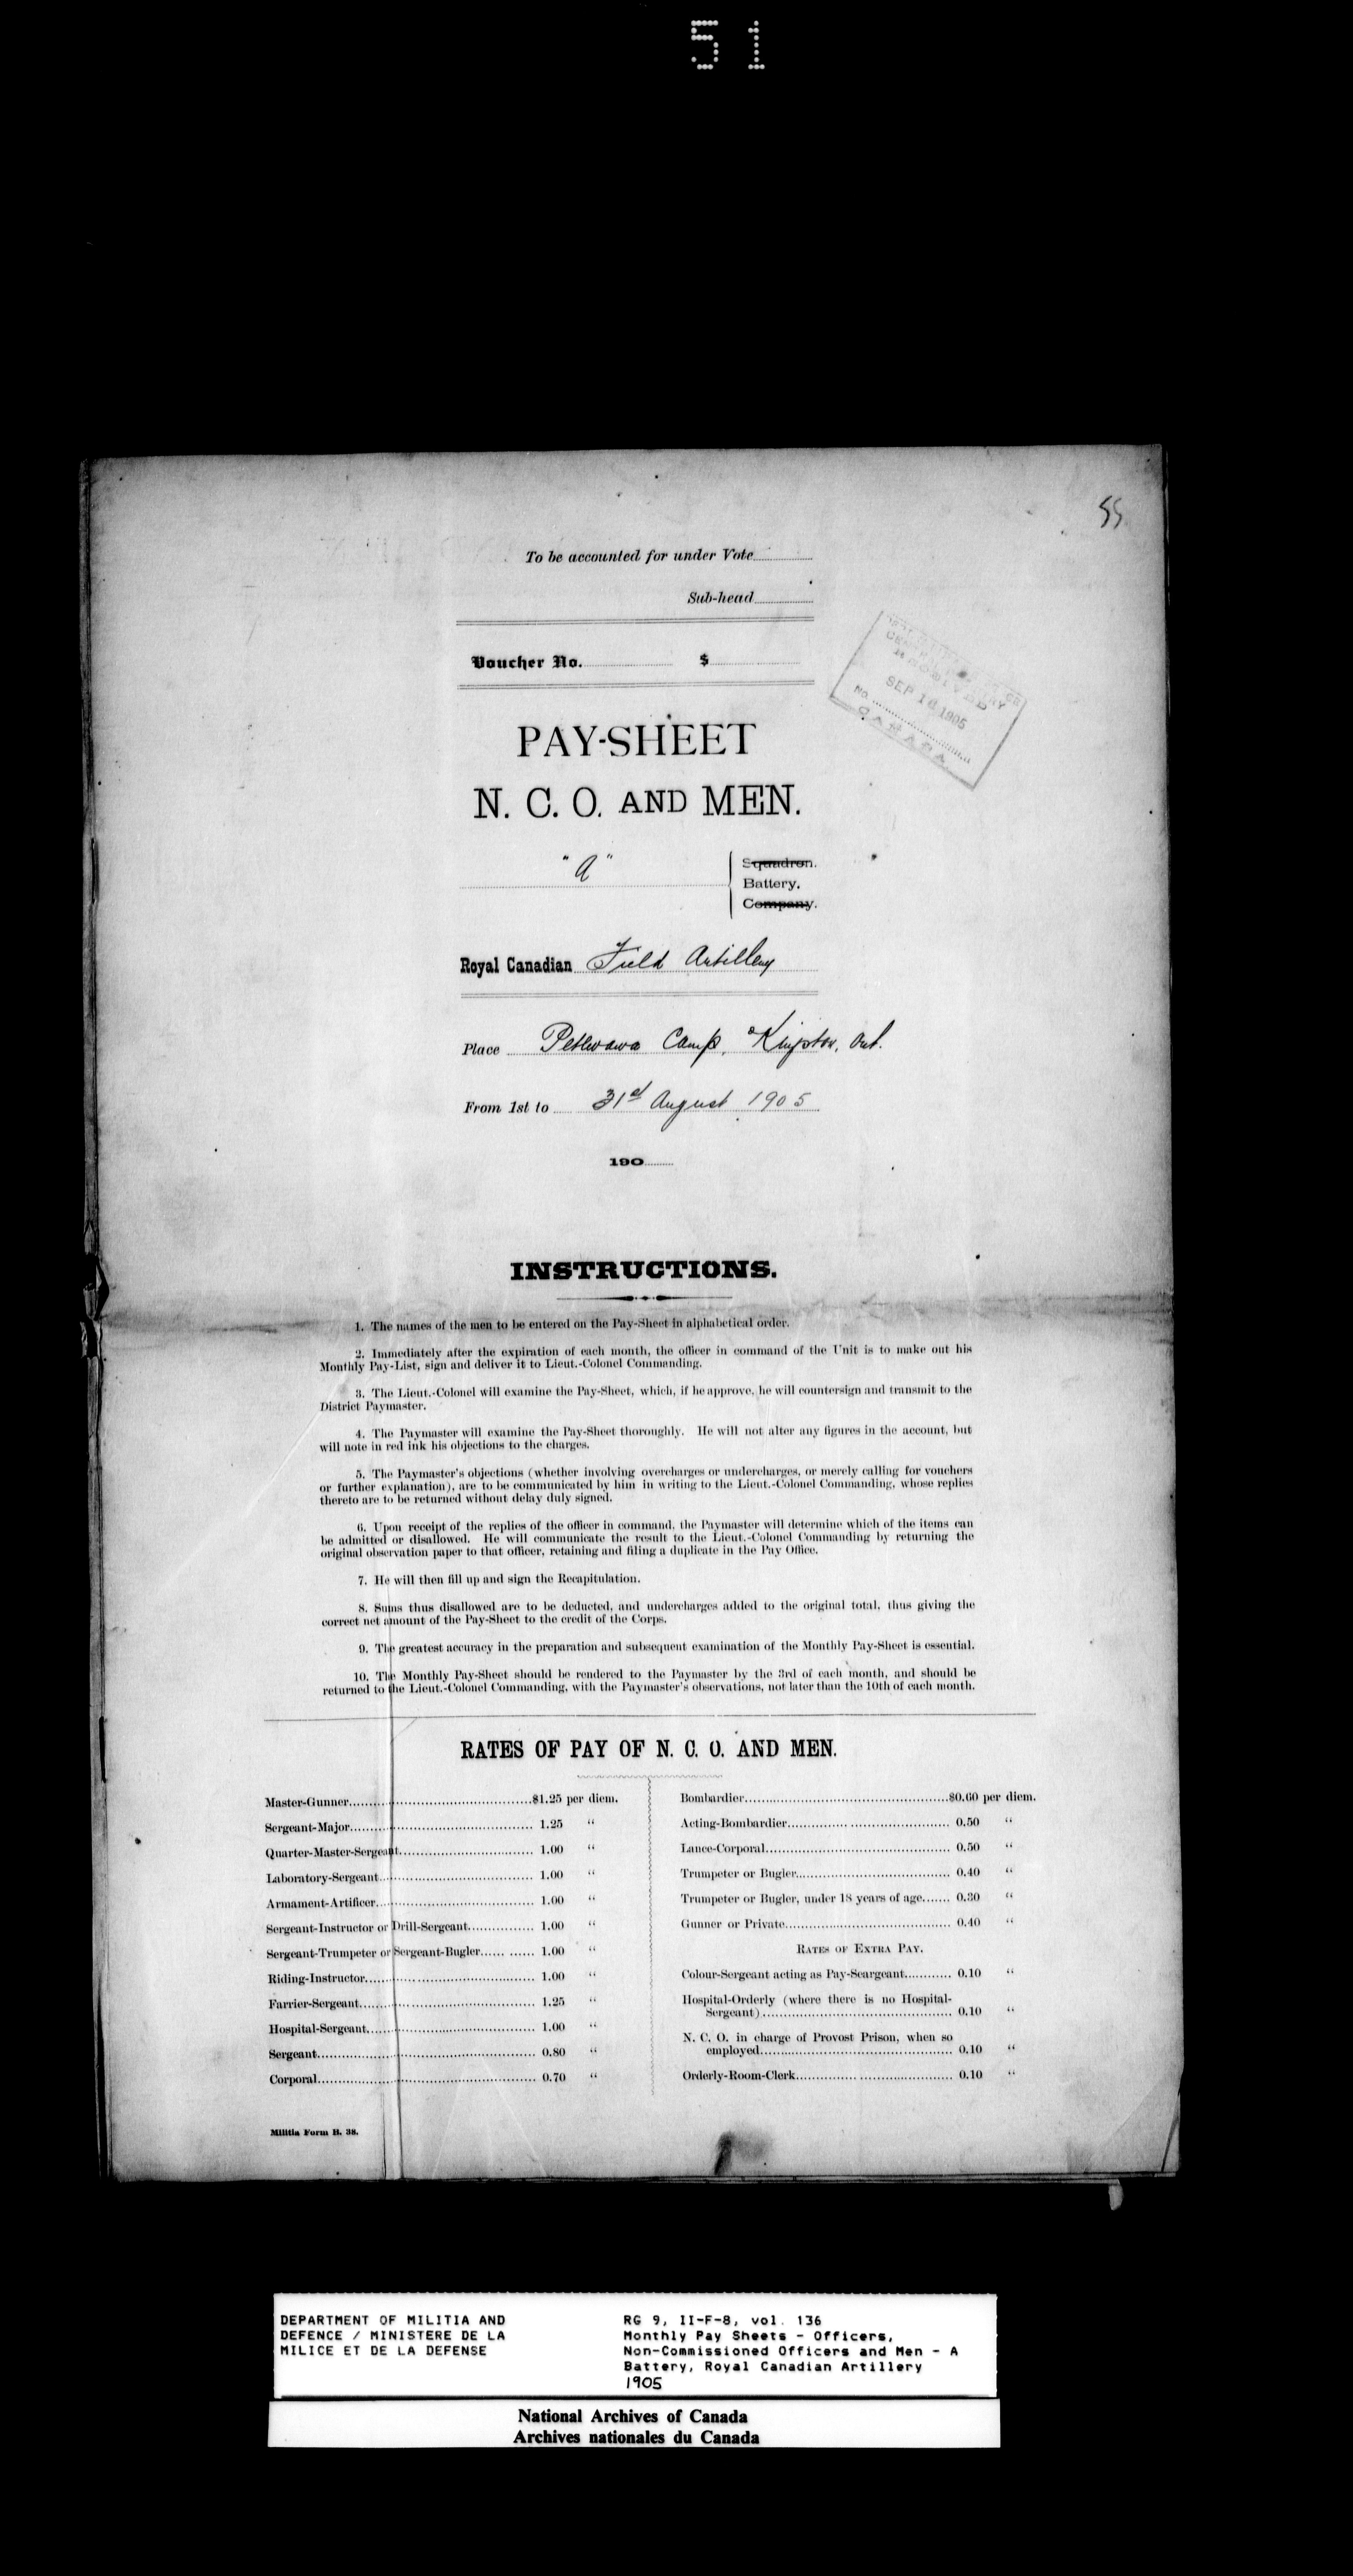 51
55
To be accounted for under Vote
Sub-head
Voucher No. $
RECEIVED
SEP 16 1905
No.
CANADA
PAY-SHEET
N. C. O. AND MEN.
"A"
Squadron.
Battery.
Company.
Royal Canadian Field Artillery
Place Petewawa Camp, & Kingston, Ont.
From 1st to 31st August 1905
190
INSTRUCTIONS.
1. The names of the men to be entered on the Pay-Sheet in alphabetical order.
2. Immediately after the expiration of each month, the officer in command of the Unit is to make out his
Monthly Pay-List, sign and deliver it to Lieut.-Colonel Commanding.
3. The Lieut.-Colonel will examine the Pay-Sheet, which, if he approve, he will countersign and transmit to the
District Paymaster.
4. The Paymaster will examine the Pay-Sheet thoroughly. He will not alter any figures in the account, but
will note in red ink his objections to the charges.
5. The Paymaster's objections (whether involving overcharges or undercharges, or merely calling for vouchers
or further explanation), are to be communicated by him in writing to the Lieut.-Colonel Commanding, whose replies
thereto are to be returned without delay duly signed.
6. Upon receipt of the replies of the officer in command, the Paymaster will determine which of the items can
be admitted or disallowed. He will communicate the result to the Lieut.-Colonel Commanding by returning the
original observation paper to that officer, retaining and filing a duplicate in the Pay Office.
7. He will then fill up and sign the Recapitulation.
8. Sums thus disallowed are to be deducted, and undercharges added to the original total, thus giving the
correct net amount of the Pay-Sheet to the credit of the Corps.
9. The greatest accuracy in the preparation and subsequent examination of the Monthly Pay-Sheet is essential.
10. The Monthly Pay-Sheet should be rendered to the Paymaster by the 3rd of each month, and should be
returned to the Lieut.-Colonel Commanding, with the Paymaster's observations, not later than the 10th of each month.
RATES OF PAY OF N. C. O. AND MEN.
Master-Gunner $1.25 per diem.
Sergeant-Major 1.25 "
Quarter-Master-Sergeant 1.00 "
Laboratory-Sergeant 1.00 "
Armament-Artificer 1.00 "
Sergeant-Instructor or Drill-Sergeant 1.00 "
Sergeant-Trumpeter or Sergeant-Bugler 1.00 "
Riding-Instructor 1.00 "
Farrier-Sergeant 1.25 "
Hospital-Sergeant 1.00 "
Sergeant 0.80 "
Corporal 0.70 "
Bombardier $0.60 per diem.
Acting-Bombardier 0.50 "
Lance-Corporal 0.50 "
Trumpeter or Bugler 0.40 "
Trumpeter or Bugler, under 18 years of age 0.30 "
Gunner or Private 0.40 "
RATES OF EXTRA PAY.
Colour-Sergeant acting as Pay-Seargeant 0.10 "
Hospital-Orderly (where there is no Hospital-
Sergeant) 0.10 "
N. C. O. in charge of Provost Prison, when so
employed 0.10 "
Orderly-Room-Clerk 0.10 "
Militia Form B. 38.
DEPARTMENT OF MILITIA AND
DEFENCE / MINISTERE DE LA
MILICE ET DE LA DEFENSE
RG 9, II-F-8, vol. 136
Monthly Pay Sheets - Officers,
Non-Commissioned Officers and Men - A
Battery, Royal Canadian Artillery
1905
National Archives of Canada
Archives nationales du Canada